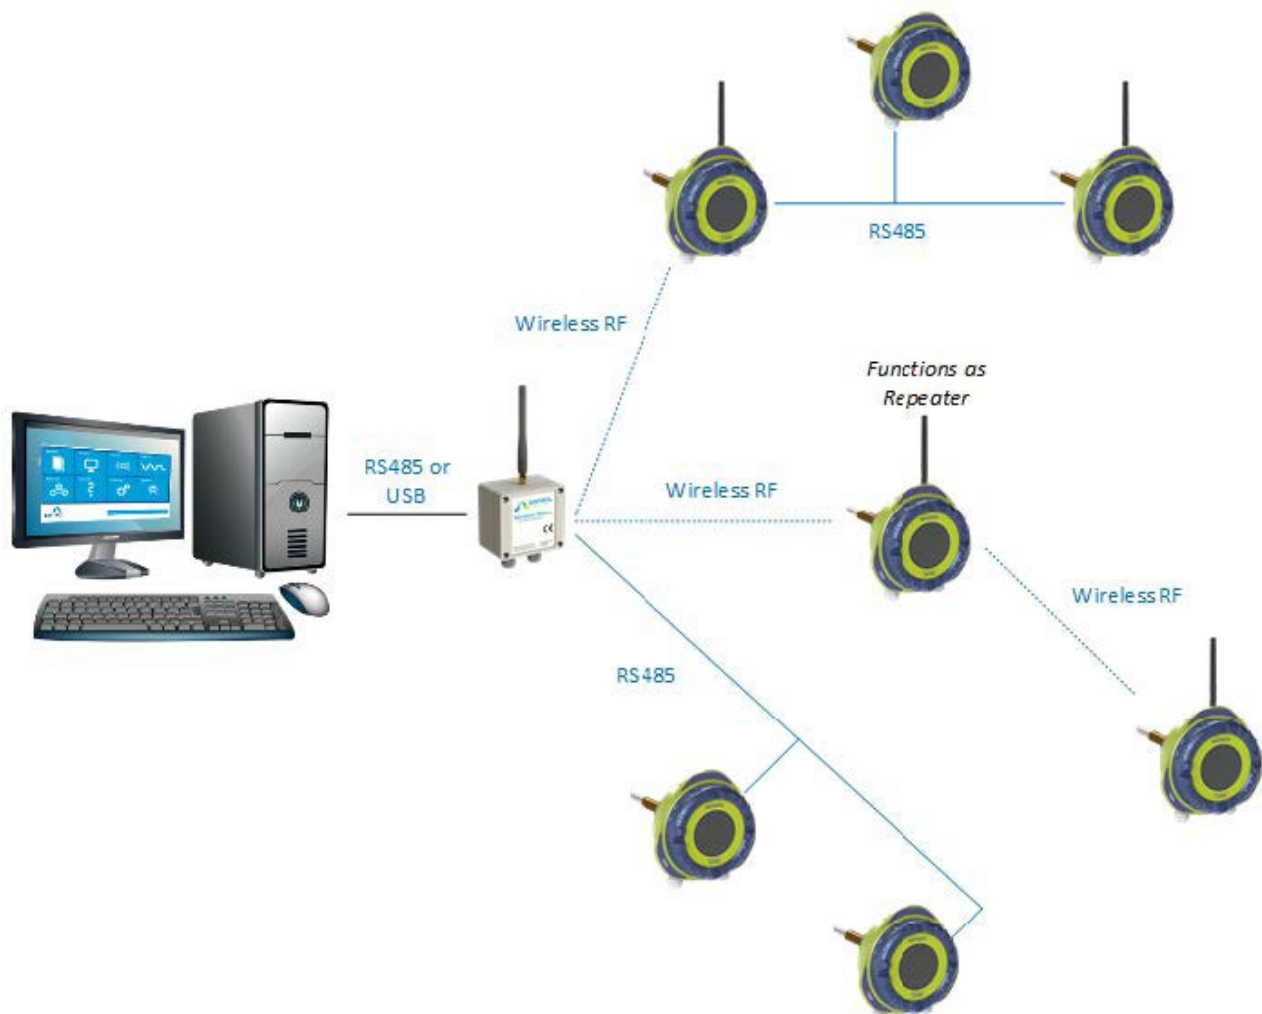 RS485
Wireless RF
Functions as
Repeater
RS485 or
USB
Wireless RF
Wireless RF
RS485